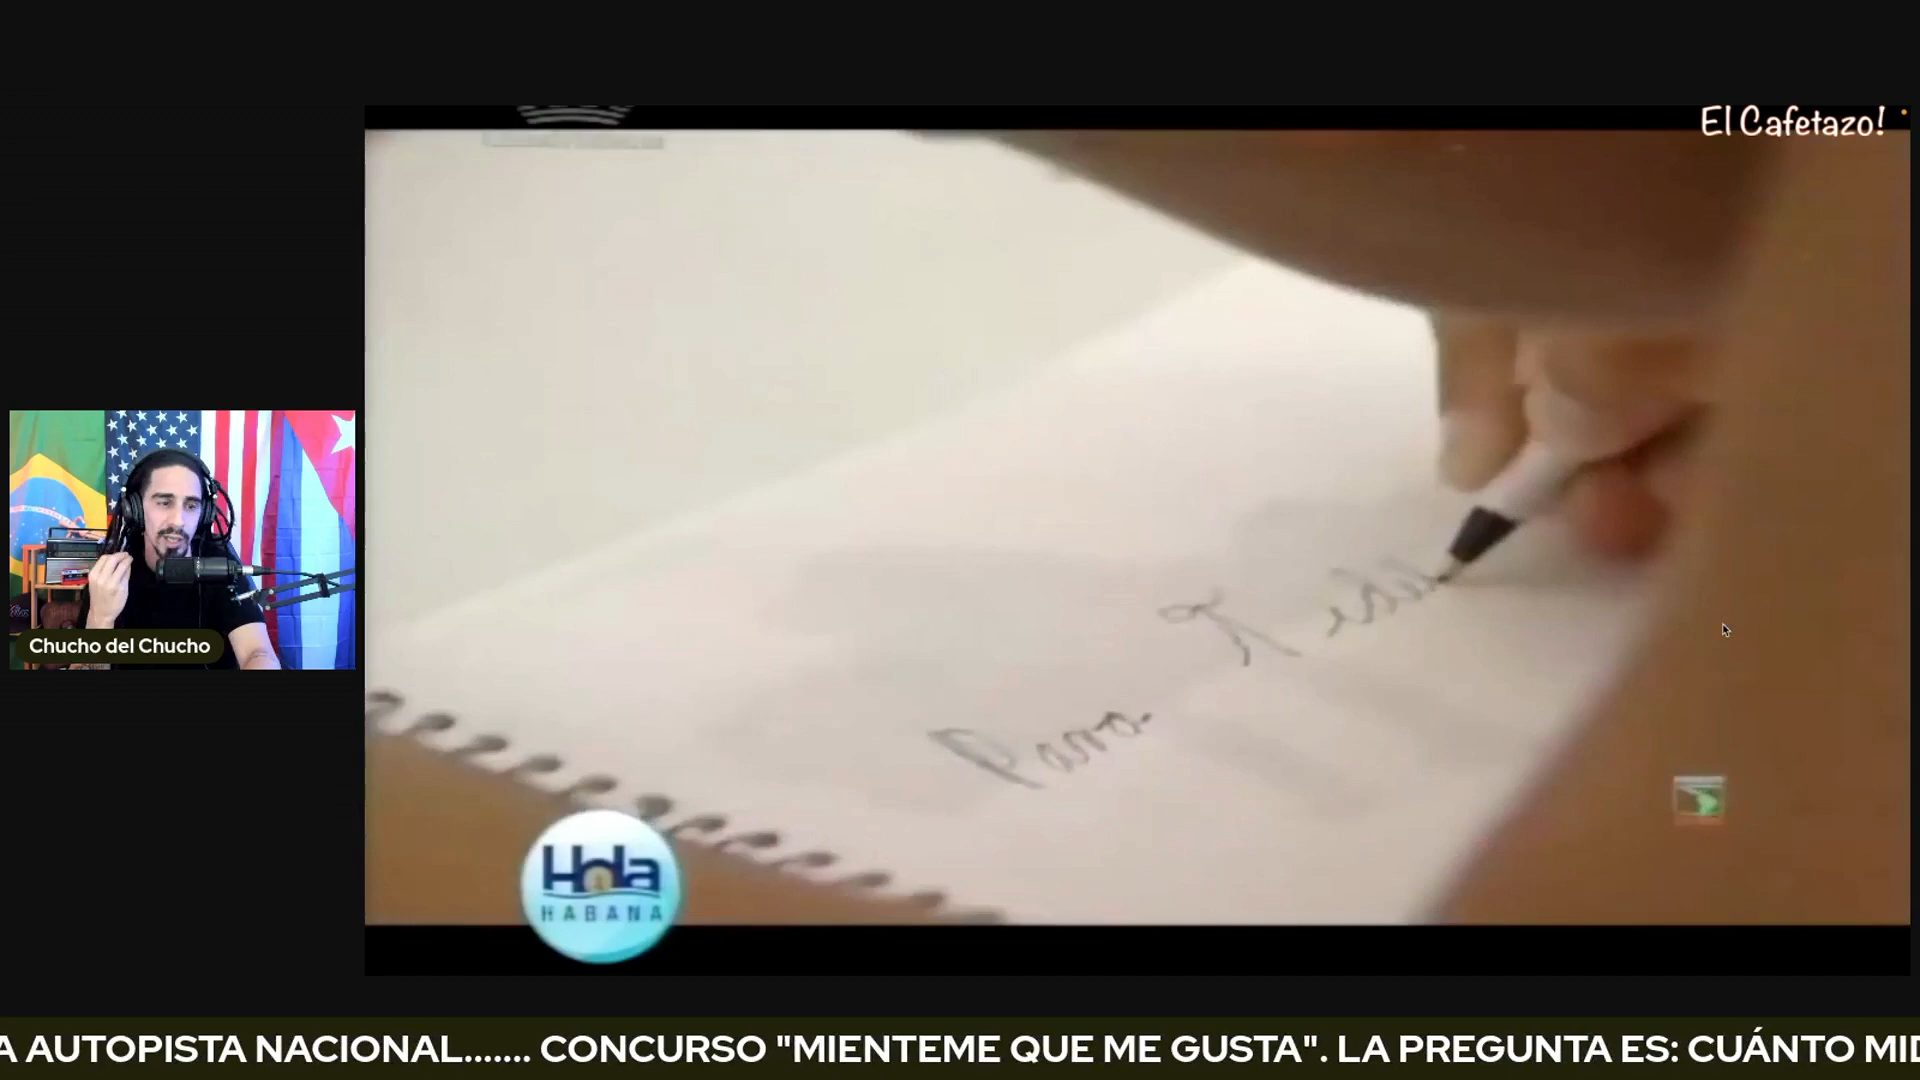 El Cafetazo!
Para
Hola
HABANA
Chucho del Chucho
A AUTOPISTA NACIONAL....... CONCURSO "MIENTEME QUE ME GUSTA". LA PREGUNTA ES: CUÁNTO MID